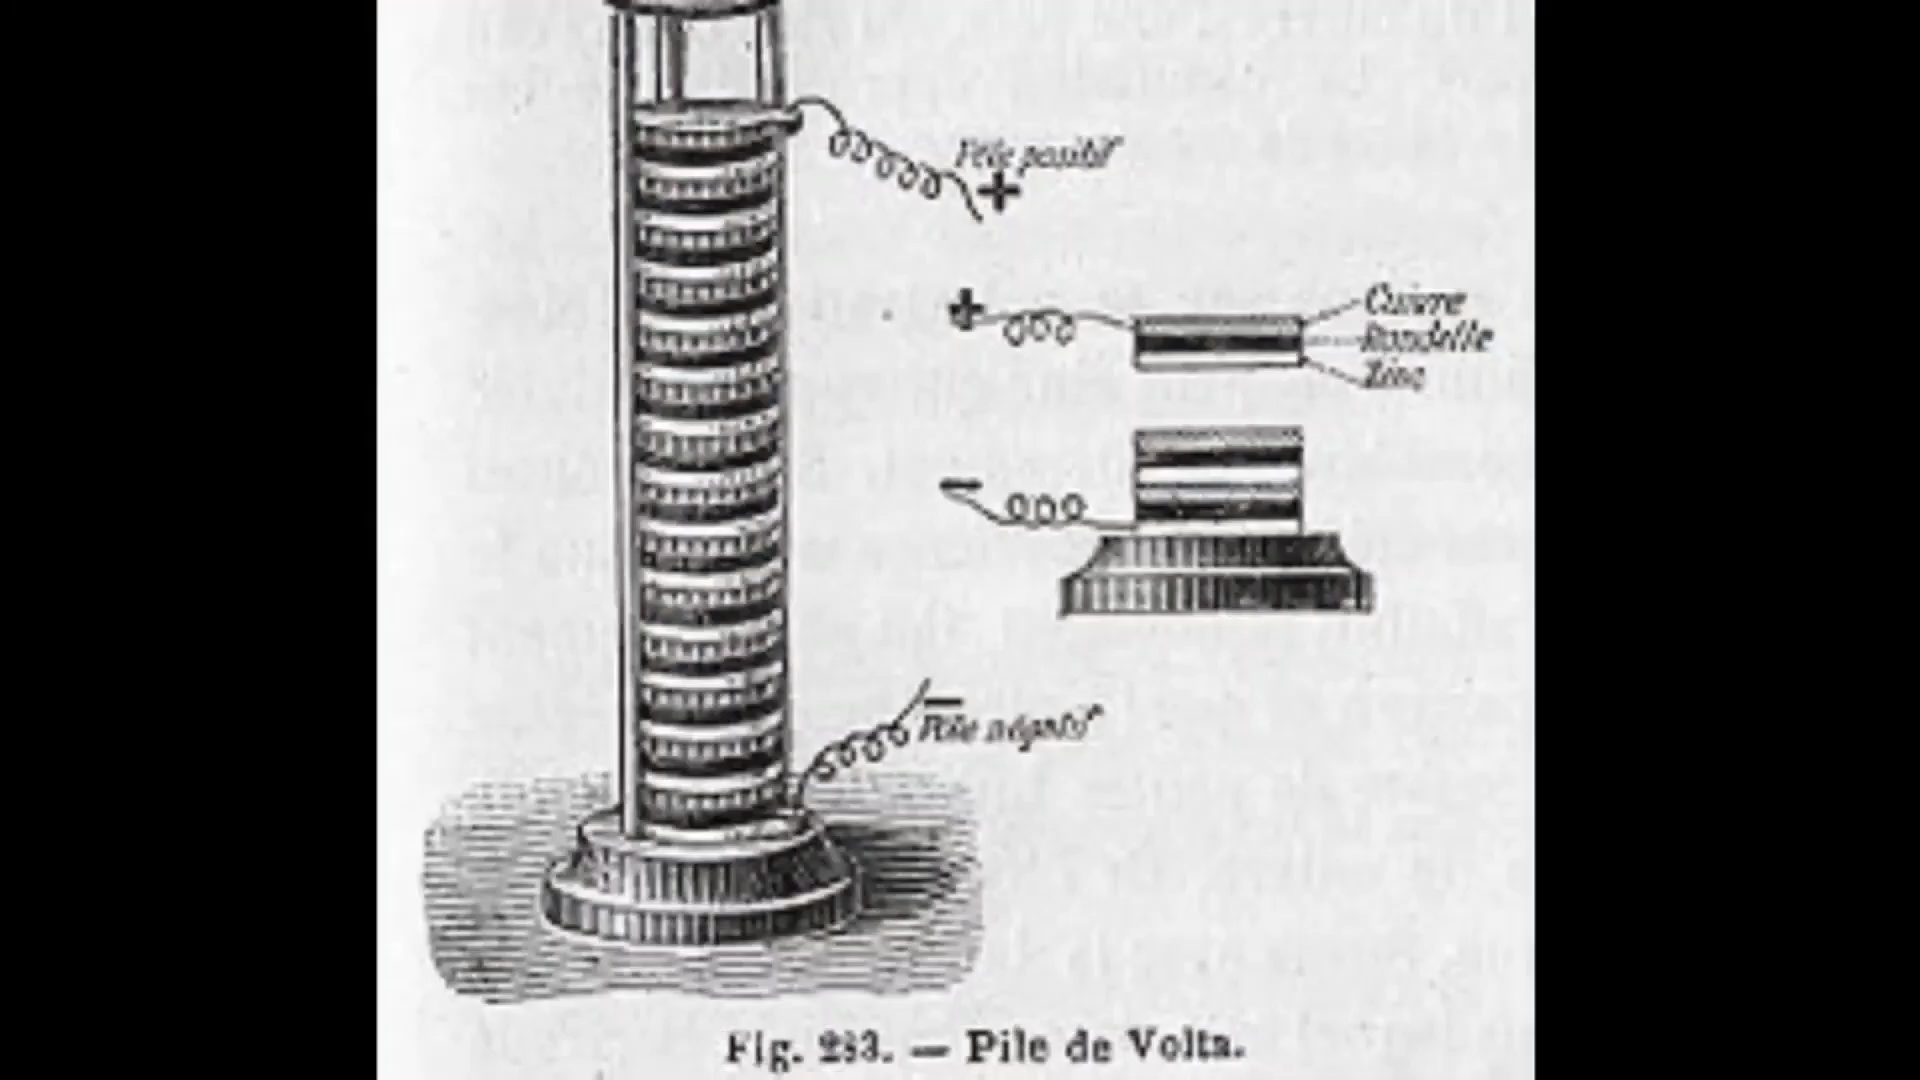 Pôle positif
+
+
Cuivre
Rondelle
Zinc
−
−
Pôle négatif
Fig. 283. — Pile de Volta.